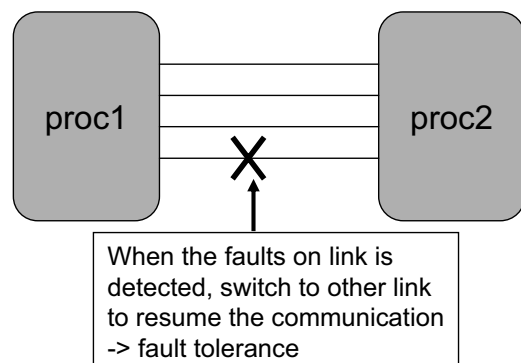 proc1
proc2
When the faults on link is
detected, switch to other link
to resume the communication
-> fault tolerance